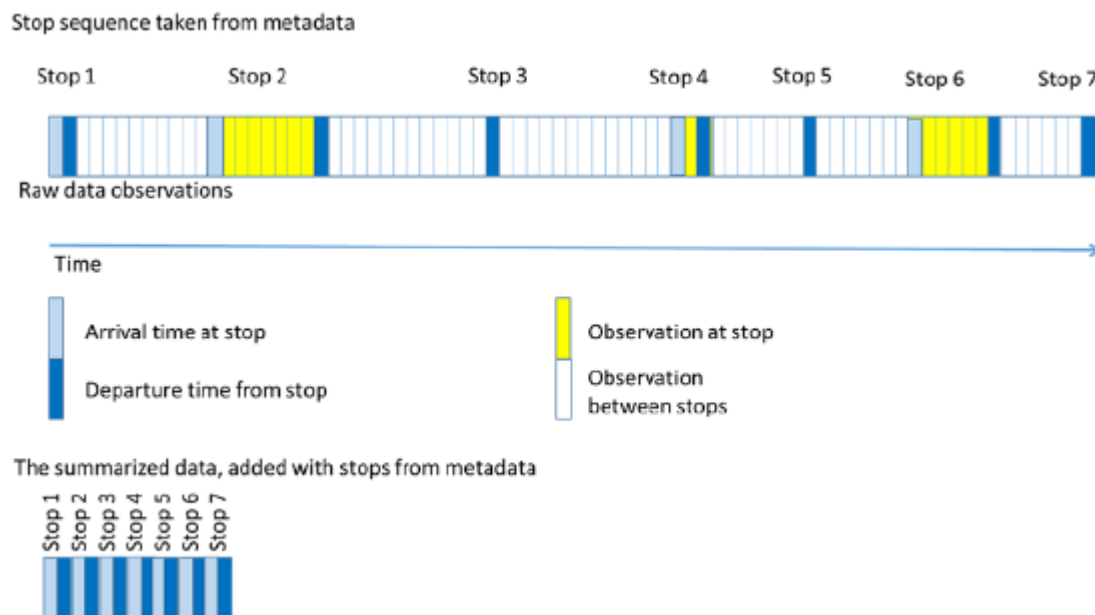 Stop sequence taken from metadata
Stop 1 Stop 2 Stop 3 Stop 4 Stop 5 Stop 6 Stop 7
Raw data observations
Time
Arrival time at stop
Observation at stop
Departure time from stop
Observation
between stops
The summarized data, added with stops from metadata
Stop 1
Stop 2
Stop 3
Stop 4
Stop 5
Stop 6
Stop 7